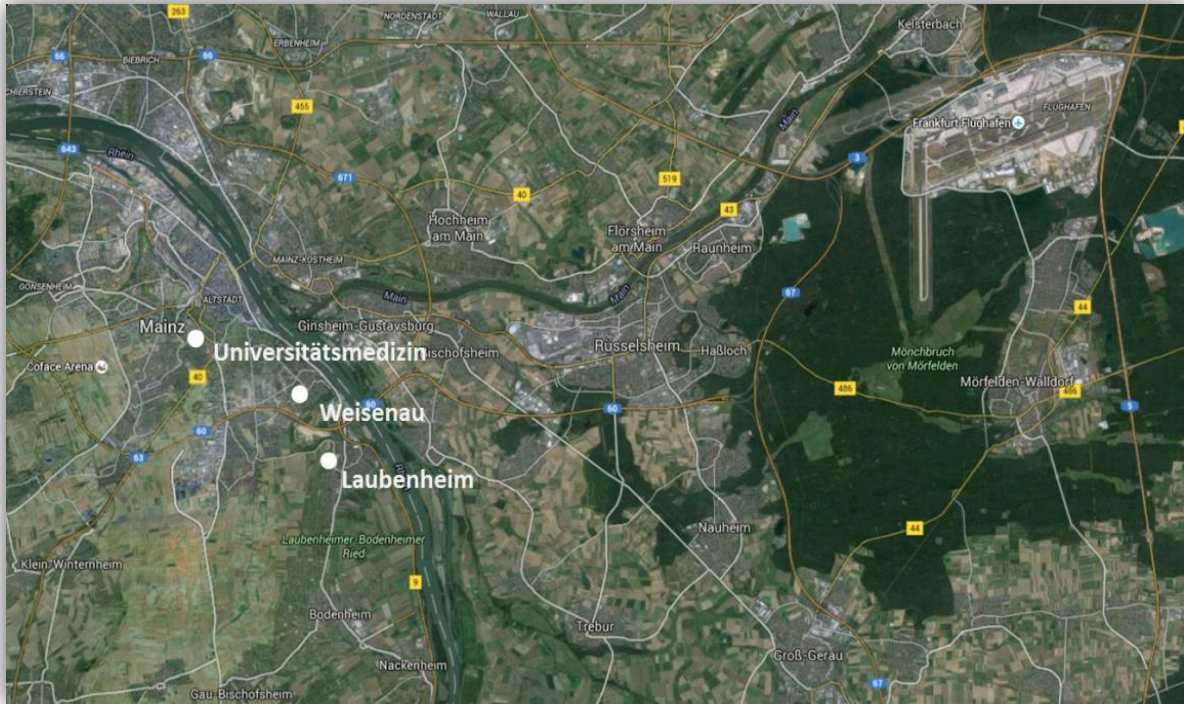 263
NORDENSTADT
WALLAU
Kelsterbach
ERBENHEIM
66
BIEBRICH
66
SCHIERSTEIN
455
FLUGHAFEN
Frankfurt Flughafen
Main
643
Rhein
3
671
40
519
43
Hochheim
am Main
Flörsheim
am Main
Raunheim
MAINZ-KOSTHEIM
GONSENHEIM
ALTSTADT
Main
Main
67
44
Mainz
Ginsheim-Gustavsburg
Universitätsmedizin
Bischofsheim
Rüsselsheim
Haßloch
Mönchbruch
von Mörfelden
Coface Arena
40
Mörfelden-Walldorf
486
486
Weisenau
60
60
5
60
63
Laubenheim
Rhein
Nauheim
44
Laubenheimer-Bodenheimer
Ried
Klein-Winternheim
9
Bodenheim
Trebur
Groß-Gerau
Nackenheim
67
Gau-Bischofsheim